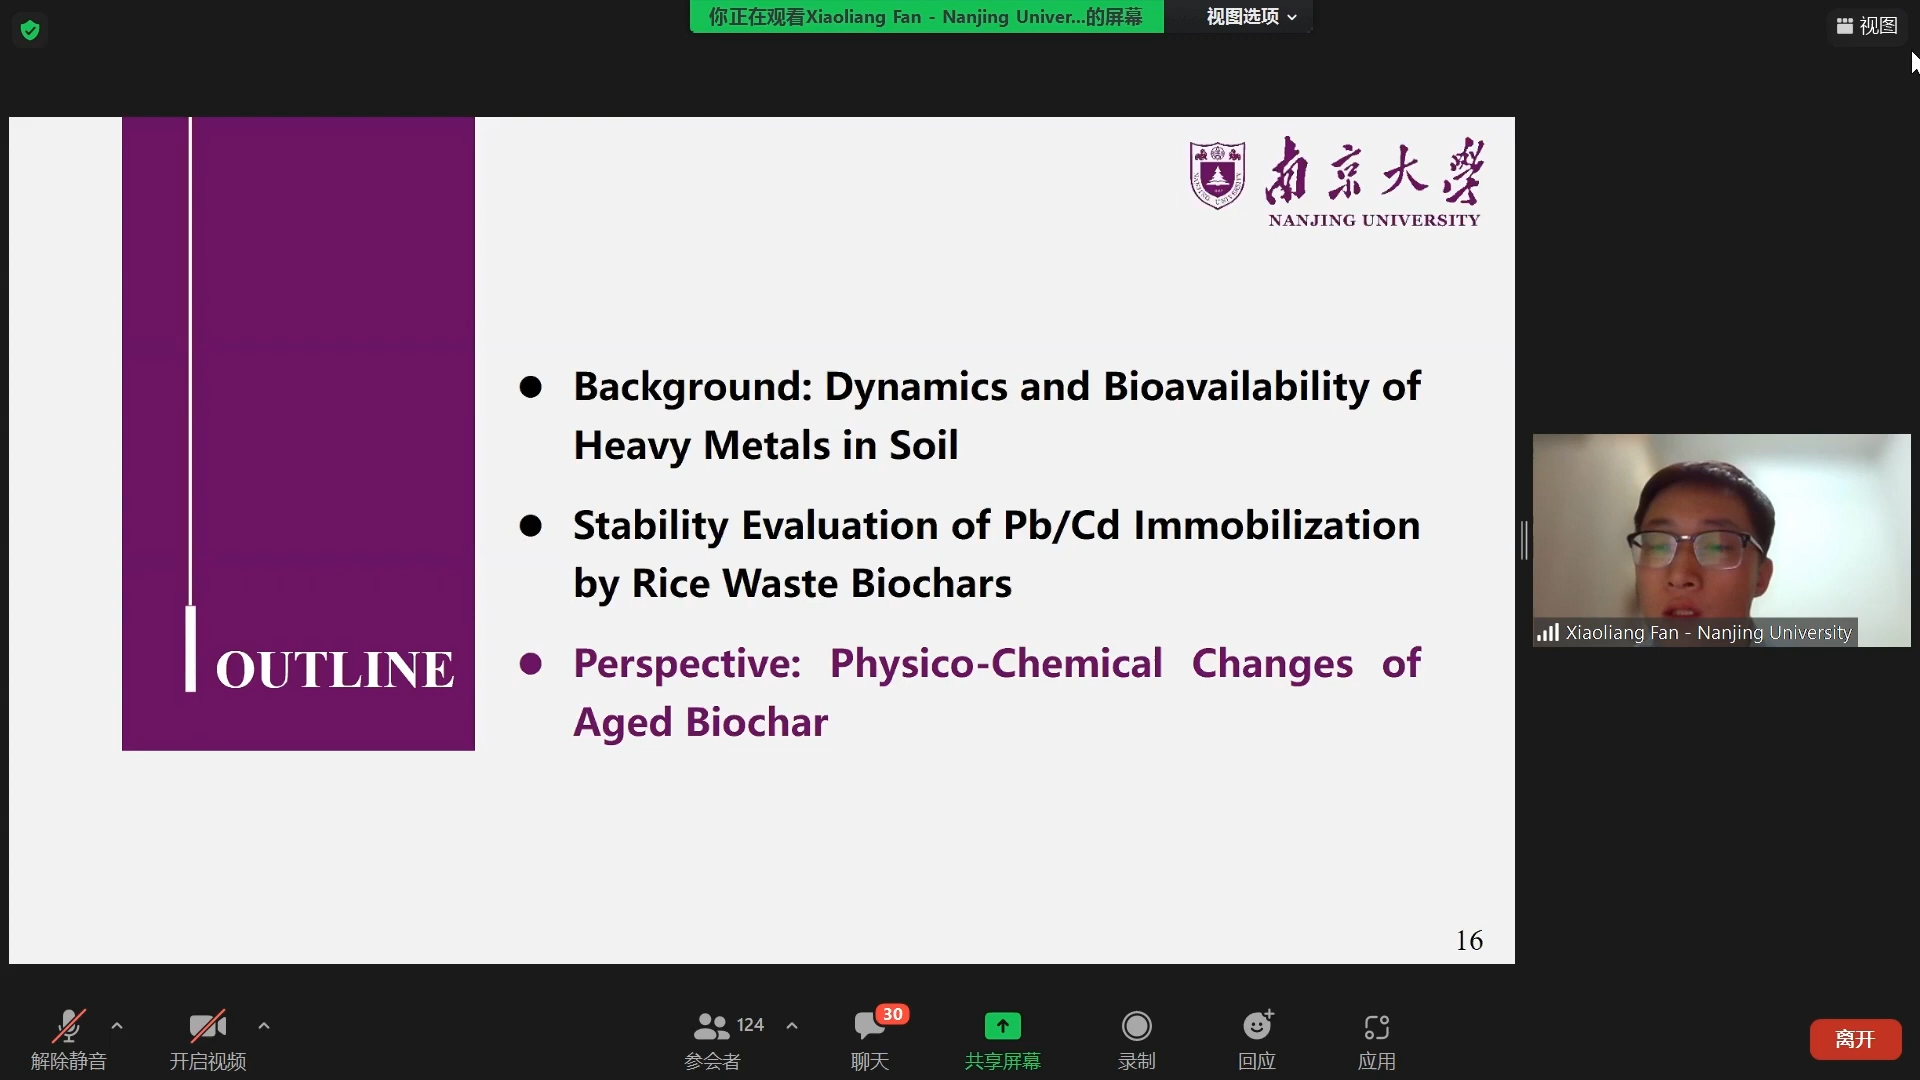 你正在观看Xiaoliang Fan - Nanjing Univer...的屏幕
视图选项
视图
南京大學
NANJING UNIVERSITY
● Background: Dynamics and Bioavailability of
Heavy Metals in Soil
● Stability Evaluation of Pb/Cd Immobilization
by Rice Waste Biochars
OUTLINE
● Perspective: Physico-Chemical Changes of
Aged Biochar
Xiaoliang Fan - Nanjing University
16
解除静音
开启视频
124
参会者
30
聊天
共享屏幕
录制
回应
应用
离开